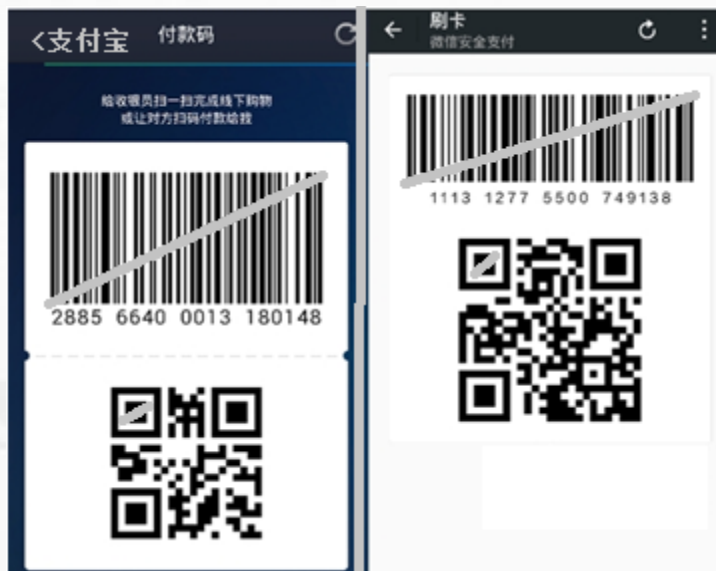 支付宝 付款码
给收银员扫一扫完成线下购物
或让对方扫码付款给我
2885 6640 0013 180148
刷卡
微信安全支付
1113 1277 5500 749138